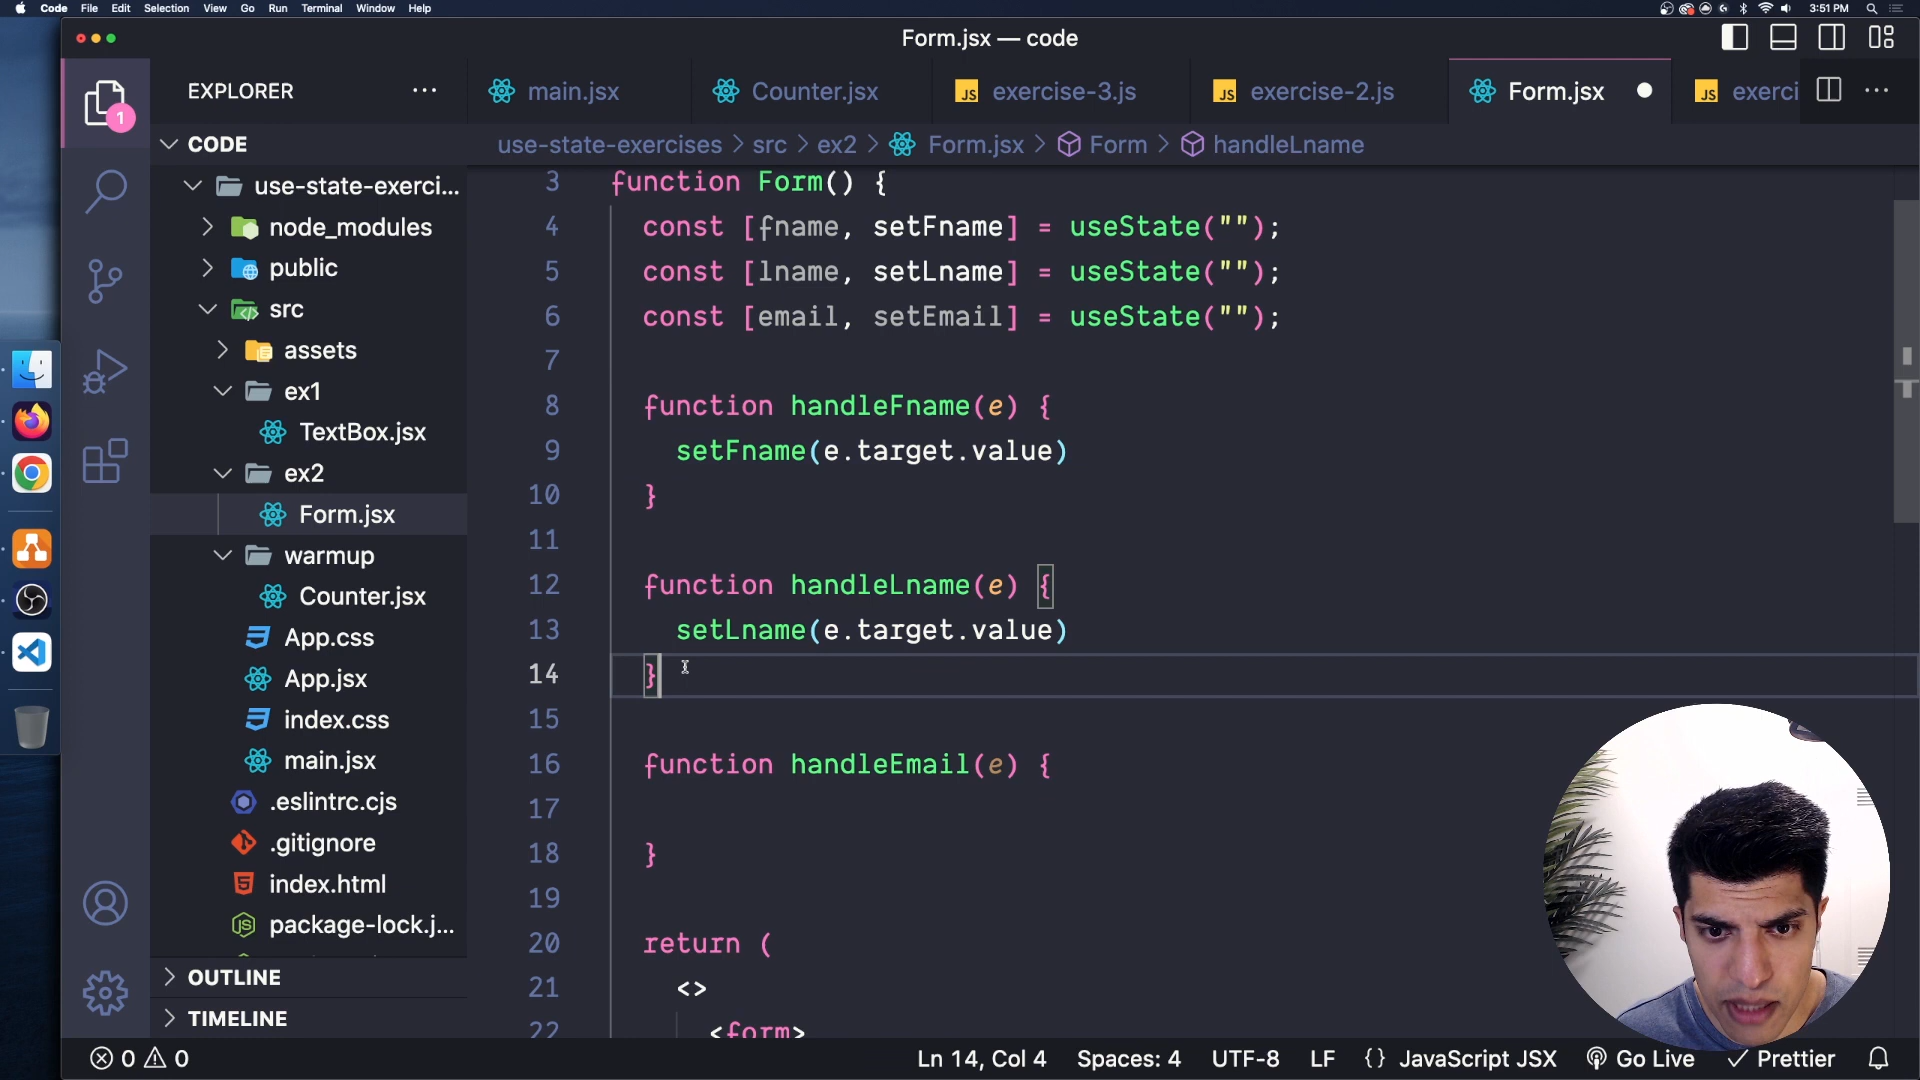 Code File Edit Selection View Go Run Terminal Window Help 3:51 PM
Form.jsx — code
EXPLORER
main.jsx Counter.jsx exercise-3.js exercise-2.js Form.jsx exerci
use-state-exercises > src > ex2 > Form.jsx > Form > handleLname
CODE
use-state-exerci...
node_modules
public
src
assets
ex1
TextBox.jsx
ex2
Form.jsx
warmup
Counter.jsx
App.css
App.jsx
index.css
main.jsx
.eslintrc.cjs
.gitignore
index.html
package-lock.j...
OUTLINE
TIMELINE
1
3 function Form() {
4 const [fname, setFname] = useState("");
5 const [lname, setLname] = useState("");
6 const [email, setEmail] = useState("");
7
8 function handleFname(e) {
9 setFname(e.target.value)
10 }
11
12 function handleLname(e) {
13 setLname(e.target.value)
14 }
15
16 function handleEmail(e) {
17
18 }
19
20 return (
21 <>
22 <form>
0 0 Ln 14, Col 4 Spaces: 4 UTF-8 LF {} JavaScript JSX Go Live Prettier